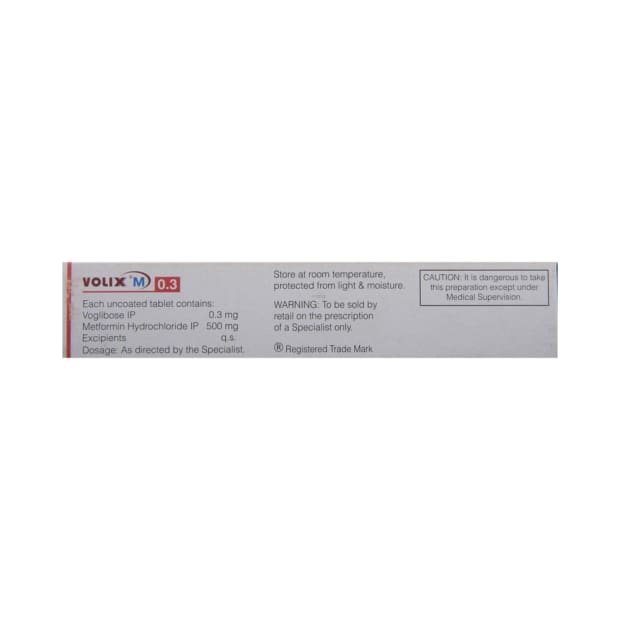 VOLIX®M 0.3
Each uncoated tablet contains:
Voglibose IP 0.3 mg
Metformin Hydrochloride IP 500 mg
Excipients q.s.
Dosage: As directed by the Specialist.
Store at room temperature,
protected from light & moisture.
WARNING: To be sold by
retail on the prescription
of a Specialist only.
® Registered Trade Mark
CAUTION: It is dangerous to take
this preparation except under
Medical Supervision.